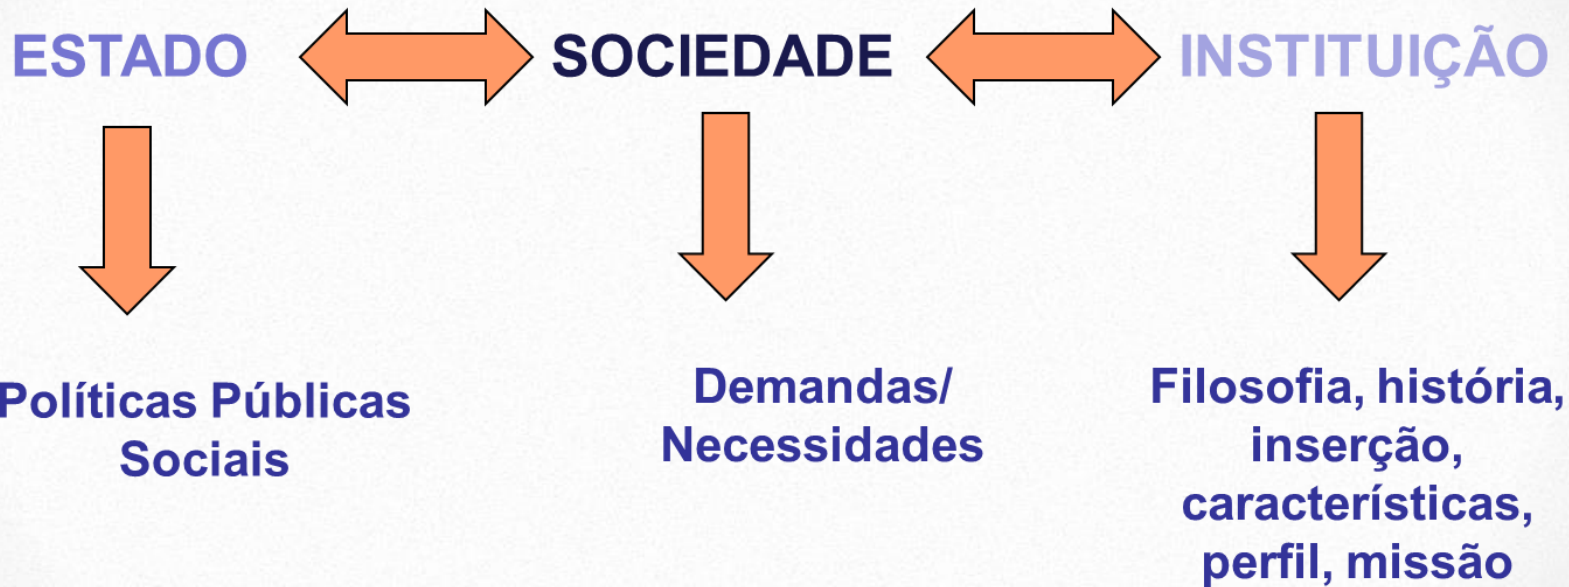 ESTADO
SOCIEDADE
INSTITUIÇÃO
Políticas Públicas
Sociais
Demandas/
Necessidades
Filosofia, história,
inserção,
características,
perfil, missão